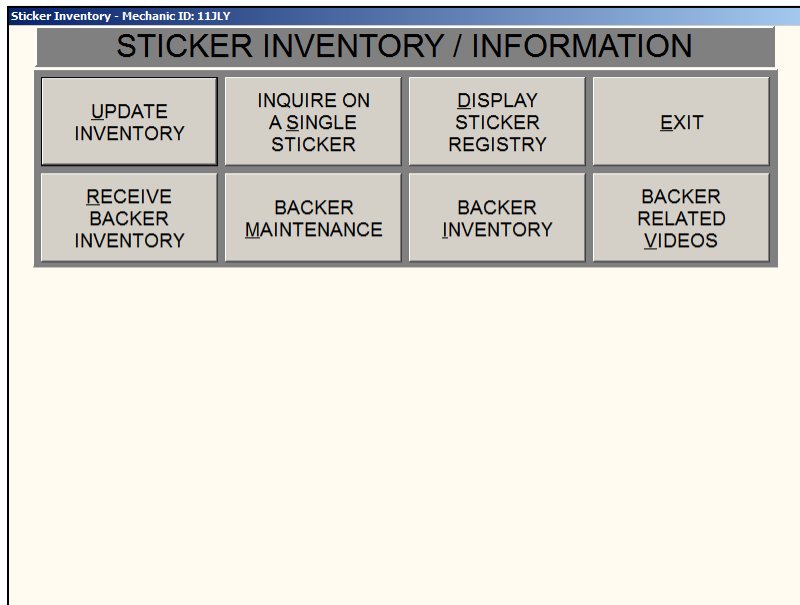 Sticker Inventory - Mechanic ID: 11JLY
STICKER INVENTORY / INFORMATION
UPDATE
INVENTORY
INQUIRE ON
A SINGLE
STICKER
DISPLAY
STICKER
REGISTRY
EXIT
RECEIVE
BACKER
INVENTORY
BACKER
MAINTENANCE
BACKER
INVENTORY
BACKER
RELATED
VIDEOS